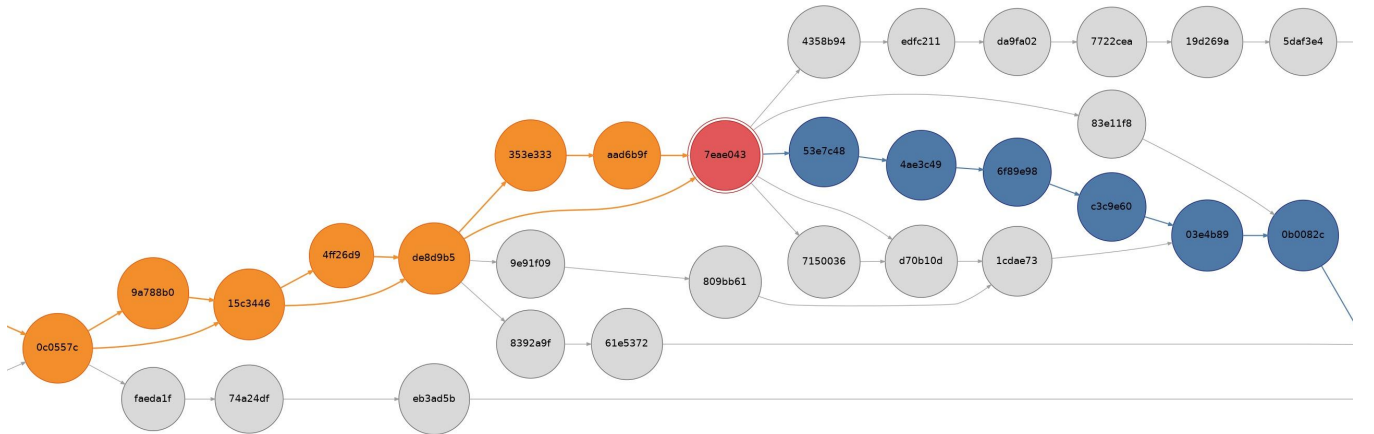 4358b94
edfc211
da9fa02
7722cea
19d269a
5daf3e4
83e11f8
353e333
aad6b9f
7eae043
53e7c48
4ae3c49
6f89e98
c3c9e60
03e4b89
0b0082c
4ff26d9
de8d9b5
9e91f09
809bb61
7150036
d70b10d
1cdae73
9a788b0
15c3446
0c0557c
8392a9f
61e5372
faeda1f
74a24df
eb3ad5b